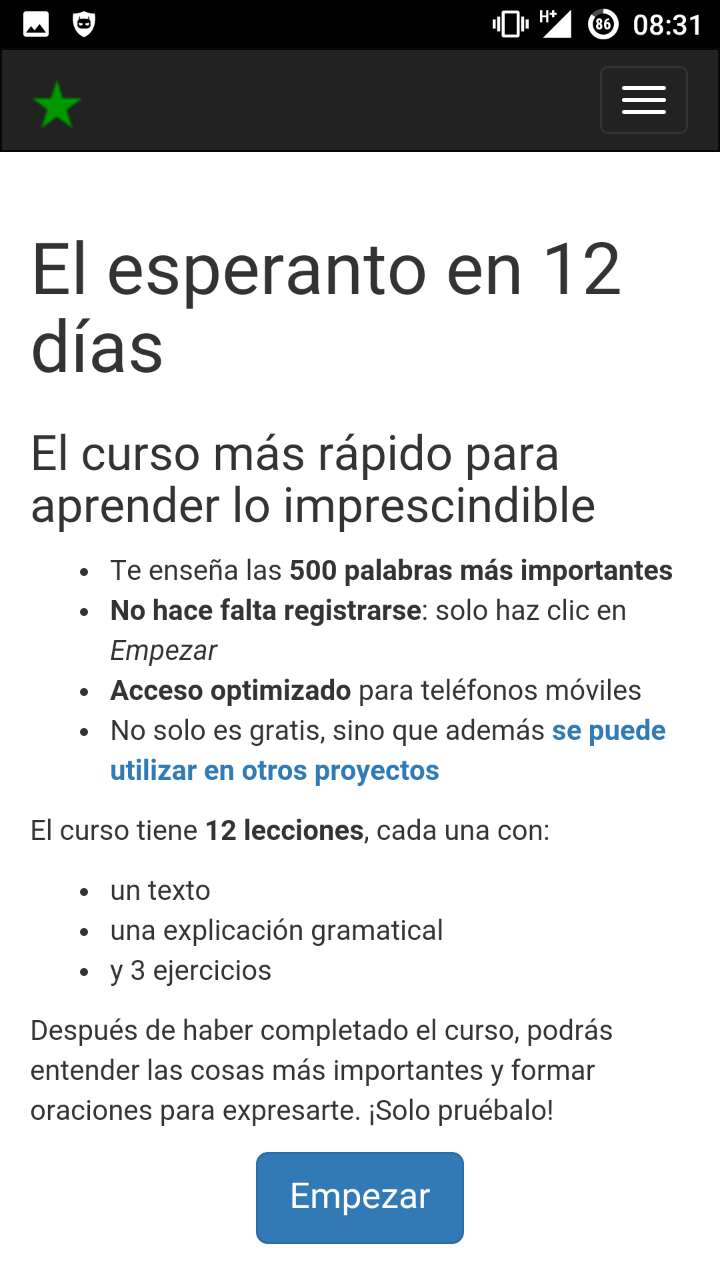 H+ 86 08:31
El esperanto en 12
días
El curso más rápido para
aprender lo imprescindible
• Te enseña las 500 palabras más importantes
• No hace falta registrarse: solo haz clic en
Empezar
• Acceso optimizado para teléfonos móviles
• No solo es gratis, sino que además se puede
utilizar en otros proyectos
El curso tiene 12 lecciones, cada una con:
• un texto
• una explicación gramatical
• y 3 ejercicios
Después de haber completado el curso, podrás
entender las cosas más importantes y formar
oraciones para expresarte. ¡Solo pruébalo!
Empezar